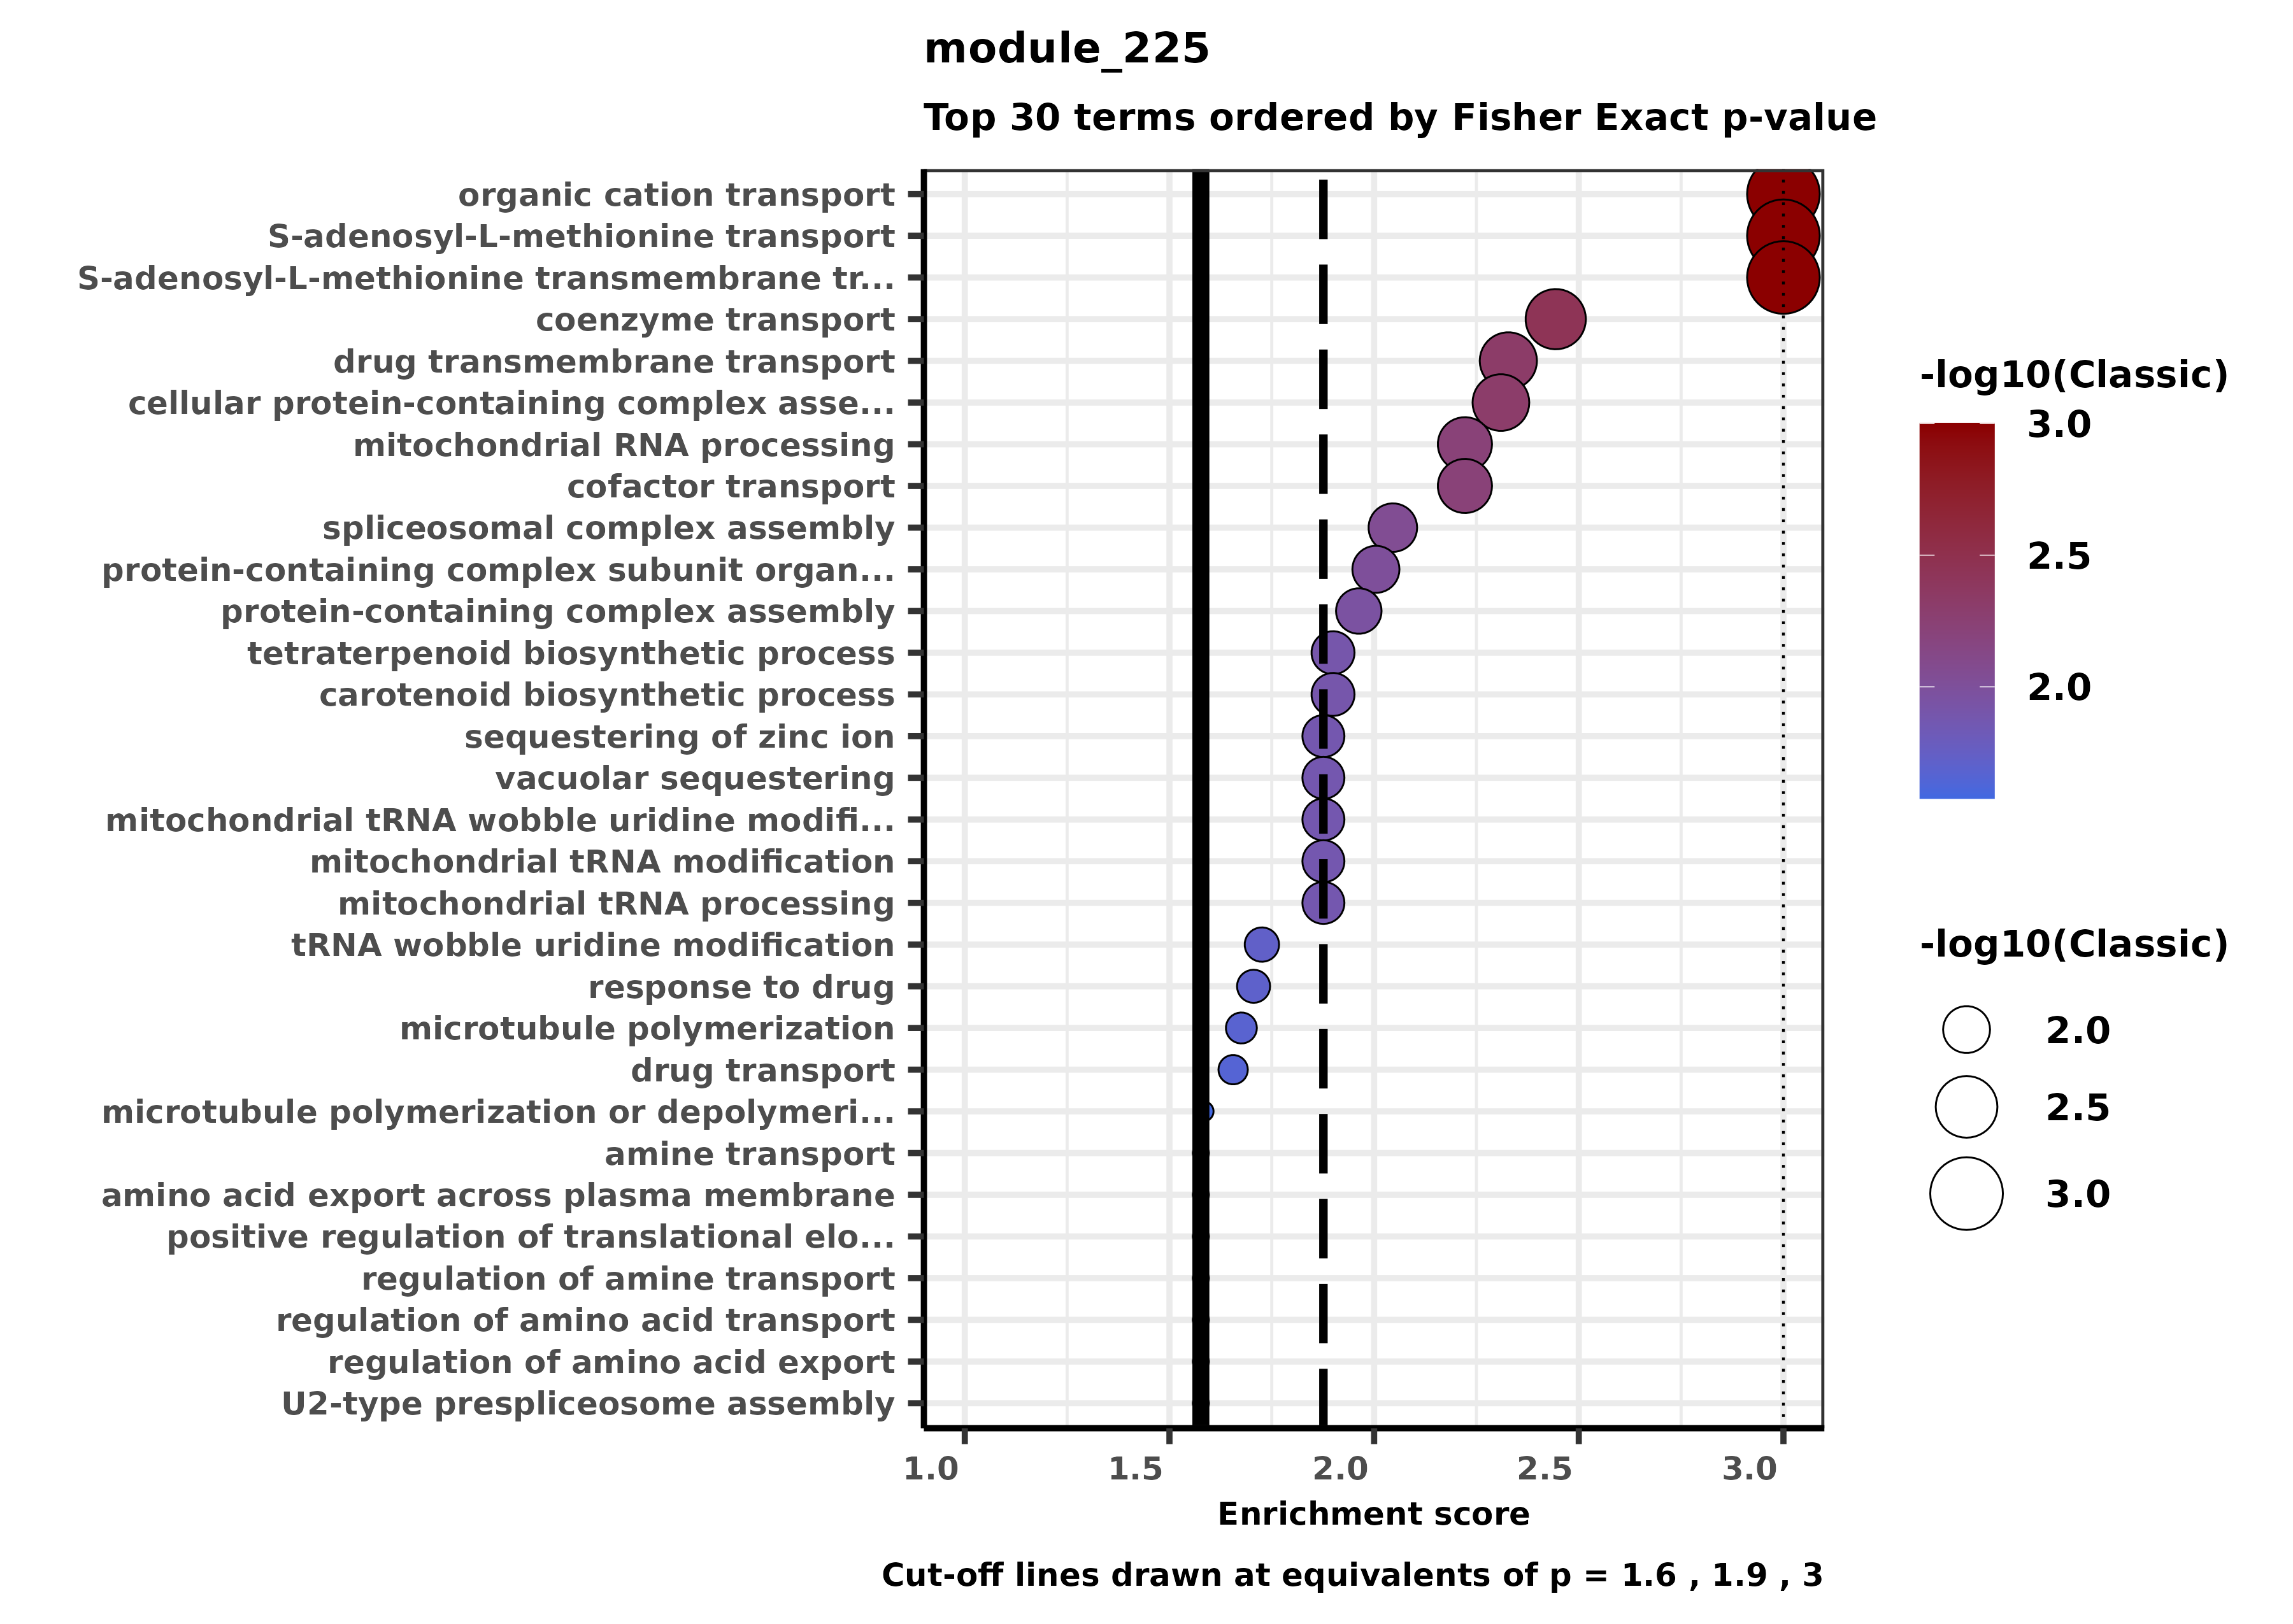 module_225
Top 30 terms ordered by Fisher Exact p-value
organic cation transport
S-adenosyl-L-methionine transport
S-adenosyl-L-methionine transmembrane tr...
coenzyme transport
drug transmembrane transport
cellular protein-containing complex asse...
mitochondrial RNA processing
cofactor transport
spliceosomal complex assembly
protein-containing complex subunit organ...
protein-containing complex assembly
tetraterpenoid biosynthetic process
carotenoid biosynthetic process
sequestering of zinc ion
vacuolar sequestering
mitochondrial tRNA wobble uridine modifi...
mitochondrial tRNA modification
mitochondrial tRNA processing
tRNA wobble uridine modification
response to drug
microtubule polymerization
drug transport
microtubule polymerization or depolymeri...
amine transport
amino acid export across plasma membrane
positive regulation of translational elo...
regulation of amine transport
regulation of amino acid transport
regulation of amino acid export
U2-type prespliceosome assembly
1.0 1.5 2.0 2.5 3.0
Enrichment score
Cut-off lines drawn at equivalents of p = 1.6 , 1.9 , 3
-log10(Classic)
3.0
2.5
2.0
-log10(Classic)
2.0
2.5
3.0